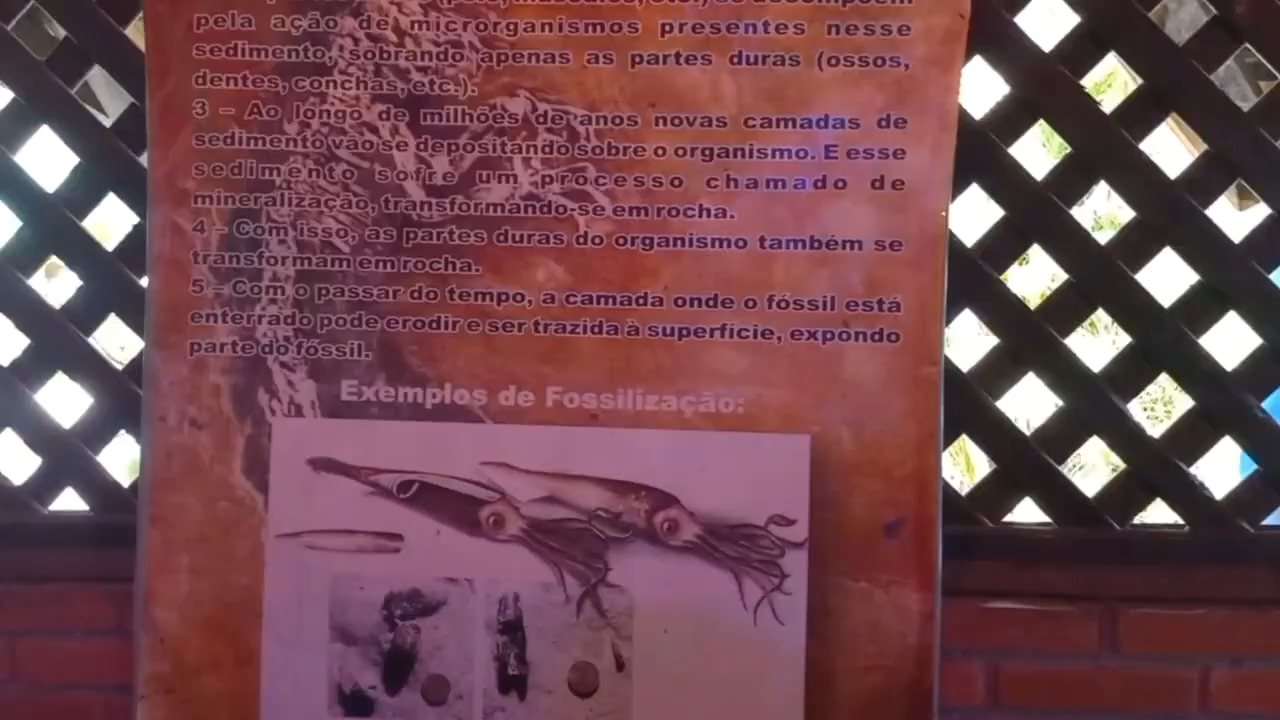 pela ação de microrganismos presentes nesse
sedimento, sobrando apenas as partes duras (ossos,
dentes, conchas, etc.).
3 - Ao longo de milhões de anos novas camadas de
sedimento vão se depositando sobre o organismo. E esse
sedimento sofre um processo chamado de
mineralização, transformando-se em rocha.
4 - Com isso, as partes duras do organismo também se
transformam em rocha.
5 - Com o passar do tempo, a camada onde o fóssil está
enterrado pode erodir e ser trazida à superfície, expondo
parte do fóssil.
Exemplos de Fossilização: